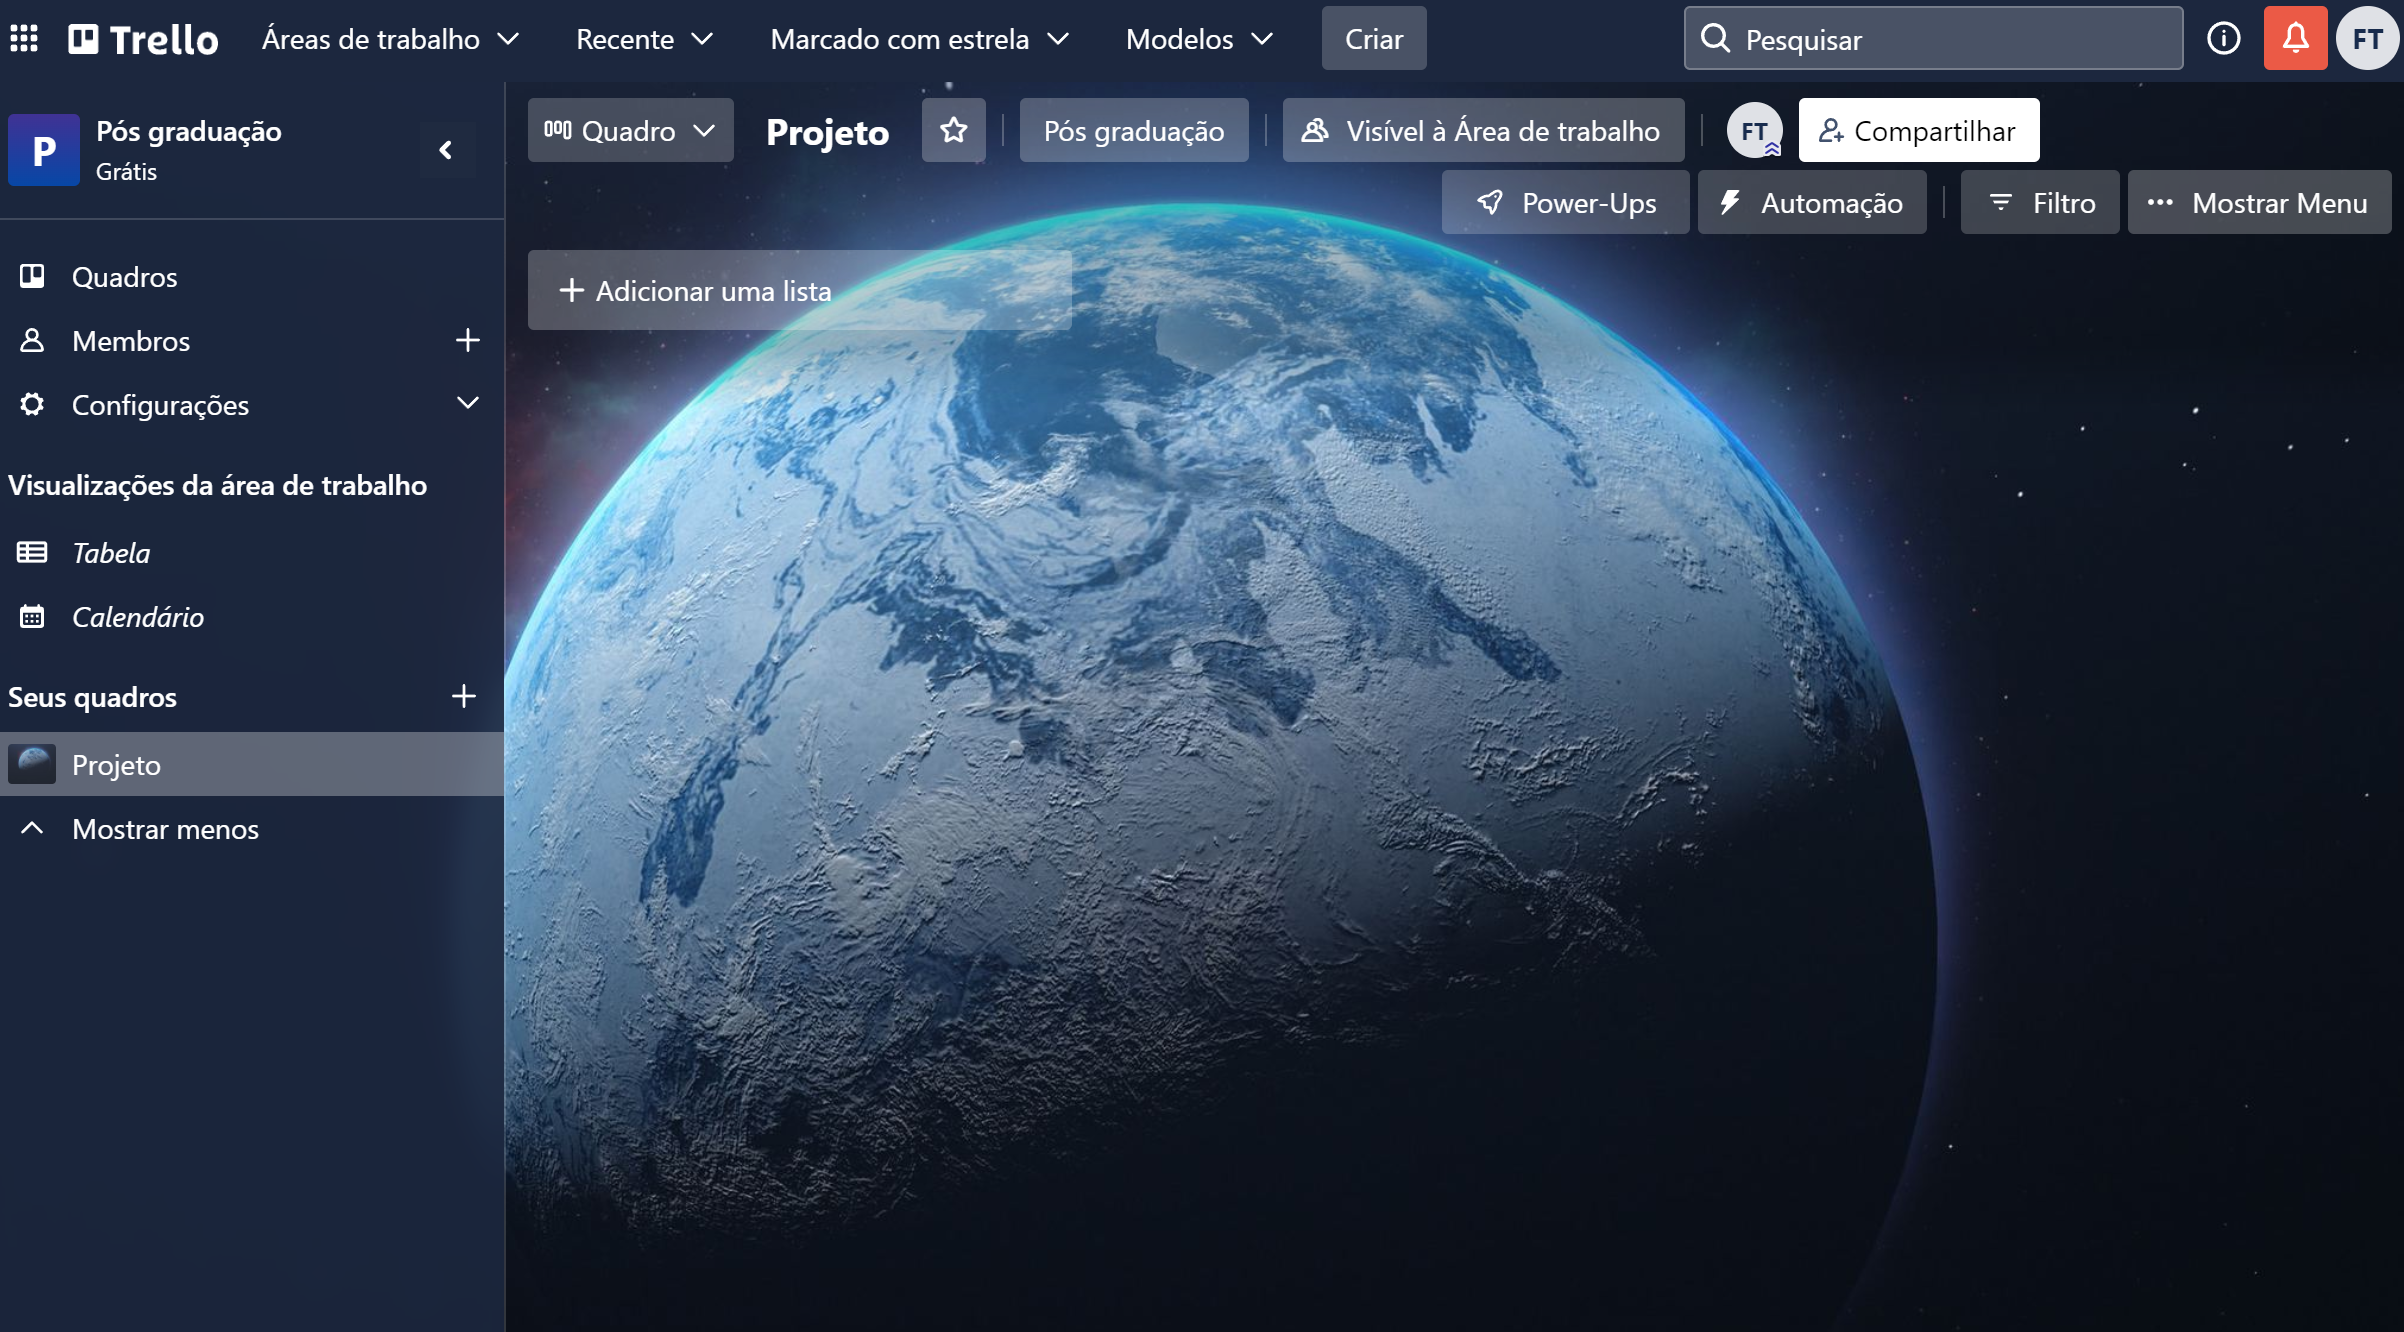 Trello Áreas de trabalho Recente Marcado com estrela Modelos Criar Pesquisar FT
P Pós graduação
Grátis
Quadros
Membros
Configurações
Visualizações da área de trabalho
Tabela
Calendário
Seus quadros
Projeto
Mostrar menos
Quadro Projeto Pós graduação Visível à Área de trabalho FT Compartilhar
Power-Ups Automação Filtro Mostrar Menu
Adicionar uma lista